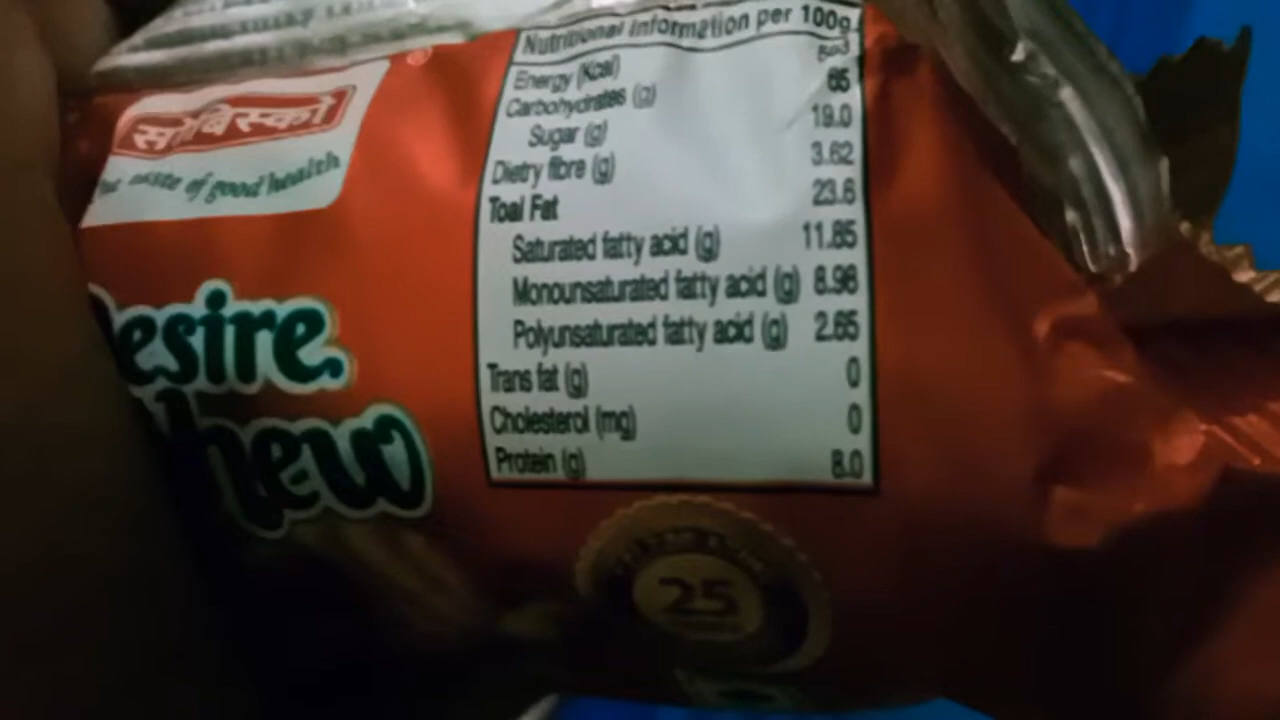 Nutritional Information per 100g
Energy (Kcal) 503
Carbohydrates (g) 65
Sugar (g) 19.0
Dietry fibre (g) 3.62
Toal Fat 23.6
Saturated fatty acid (g) 11.85
Monounsaturated fatty acid (g) 8.98
Polyunsaturated fatty acid (g) 2.65
Trans fat (g) 0
Cholesterol (mg) 0
Protein (g) 8.0
सोबिस्को
taste of good health
esire
hew
25